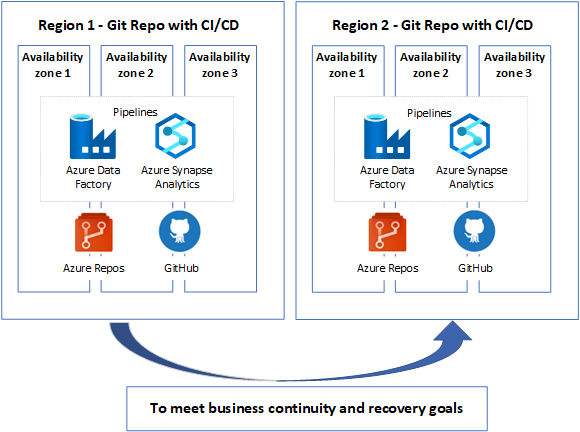 Region 1 - Git Repo with CI/CD
Availability zone 1
Availability zone 2
Availability zone 3
Pipelines
Azure Data Factory
Azure Synapse Analytics
Azure Repos
GitHub
Region 2 - Git Repo with CI/CD
Availability zone 1
Availability zone 2
Availability zone 3
Pipelines
Azure Data Factory
Azure Synapse Analytics
Azure Repos
GitHub
To meet business continuity and recovery goals